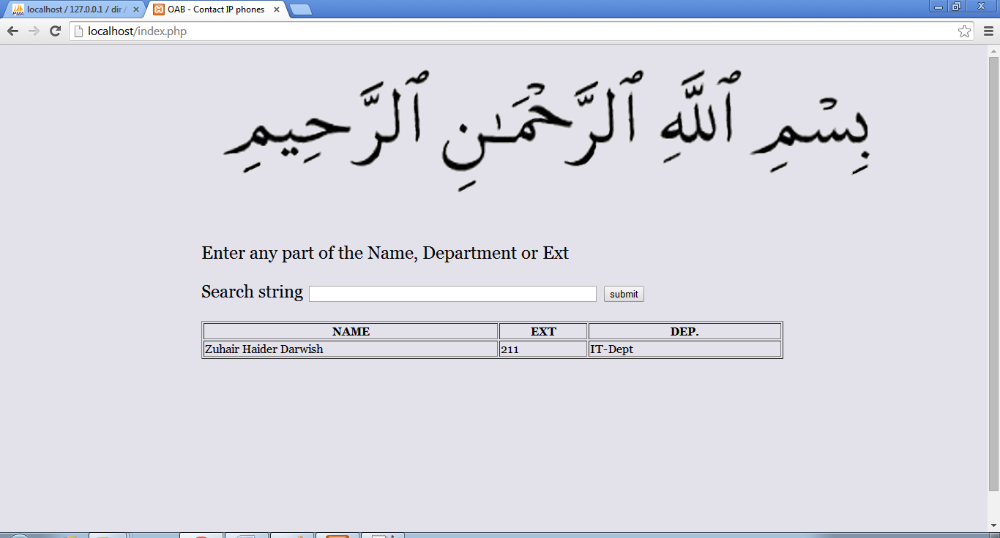 localhost / 127.0.0.1 / dir /
OAB - Contact IP phones
localhost/index.php
بِسْمِ ٱللَّهِ ٱلرَّحْمَـٰنِ ٱلرَّحِيمِ
Enter any part of the Name, Department or Ext
Search string submit
NAME EXT DEP.
Zuhair Haider Darwish 211 IT-Dept